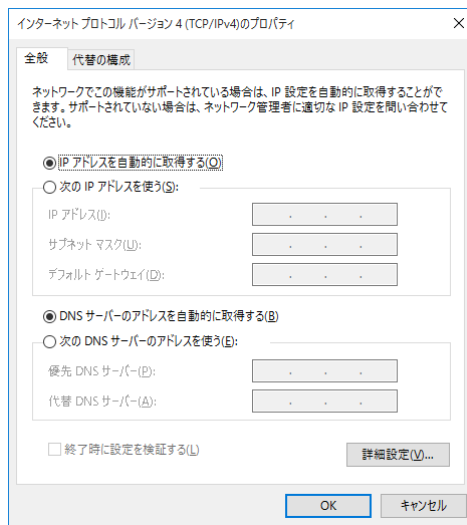 インターネット プロトコル バージョン 4 (TCP/IPv4)のプロパティ
全般 代替の構成
ネットワークでこの機能がサポートされている場合は、IP 設定を自動的に取得することがで
きます。サポートされていない場合は、ネットワーク管理者に適切な IP 設定を問い合わせて
ください。
IP アドレスを自動的に取得する(O)
次の IP アドレスを使う(S):
IP アドレス(I):
サブネット マスク(U):
デフォルト ゲートウェイ(D):
DNS サーバーのアドレスを自動的に取得する(B)
次の DNS サーバーのアドレスを使う(E):
優先 DNS サーバー(P):
代替 DNS サーバー(A):
終了時に設定を検証する(L)
詳細設定(V)...
OK キャンセル